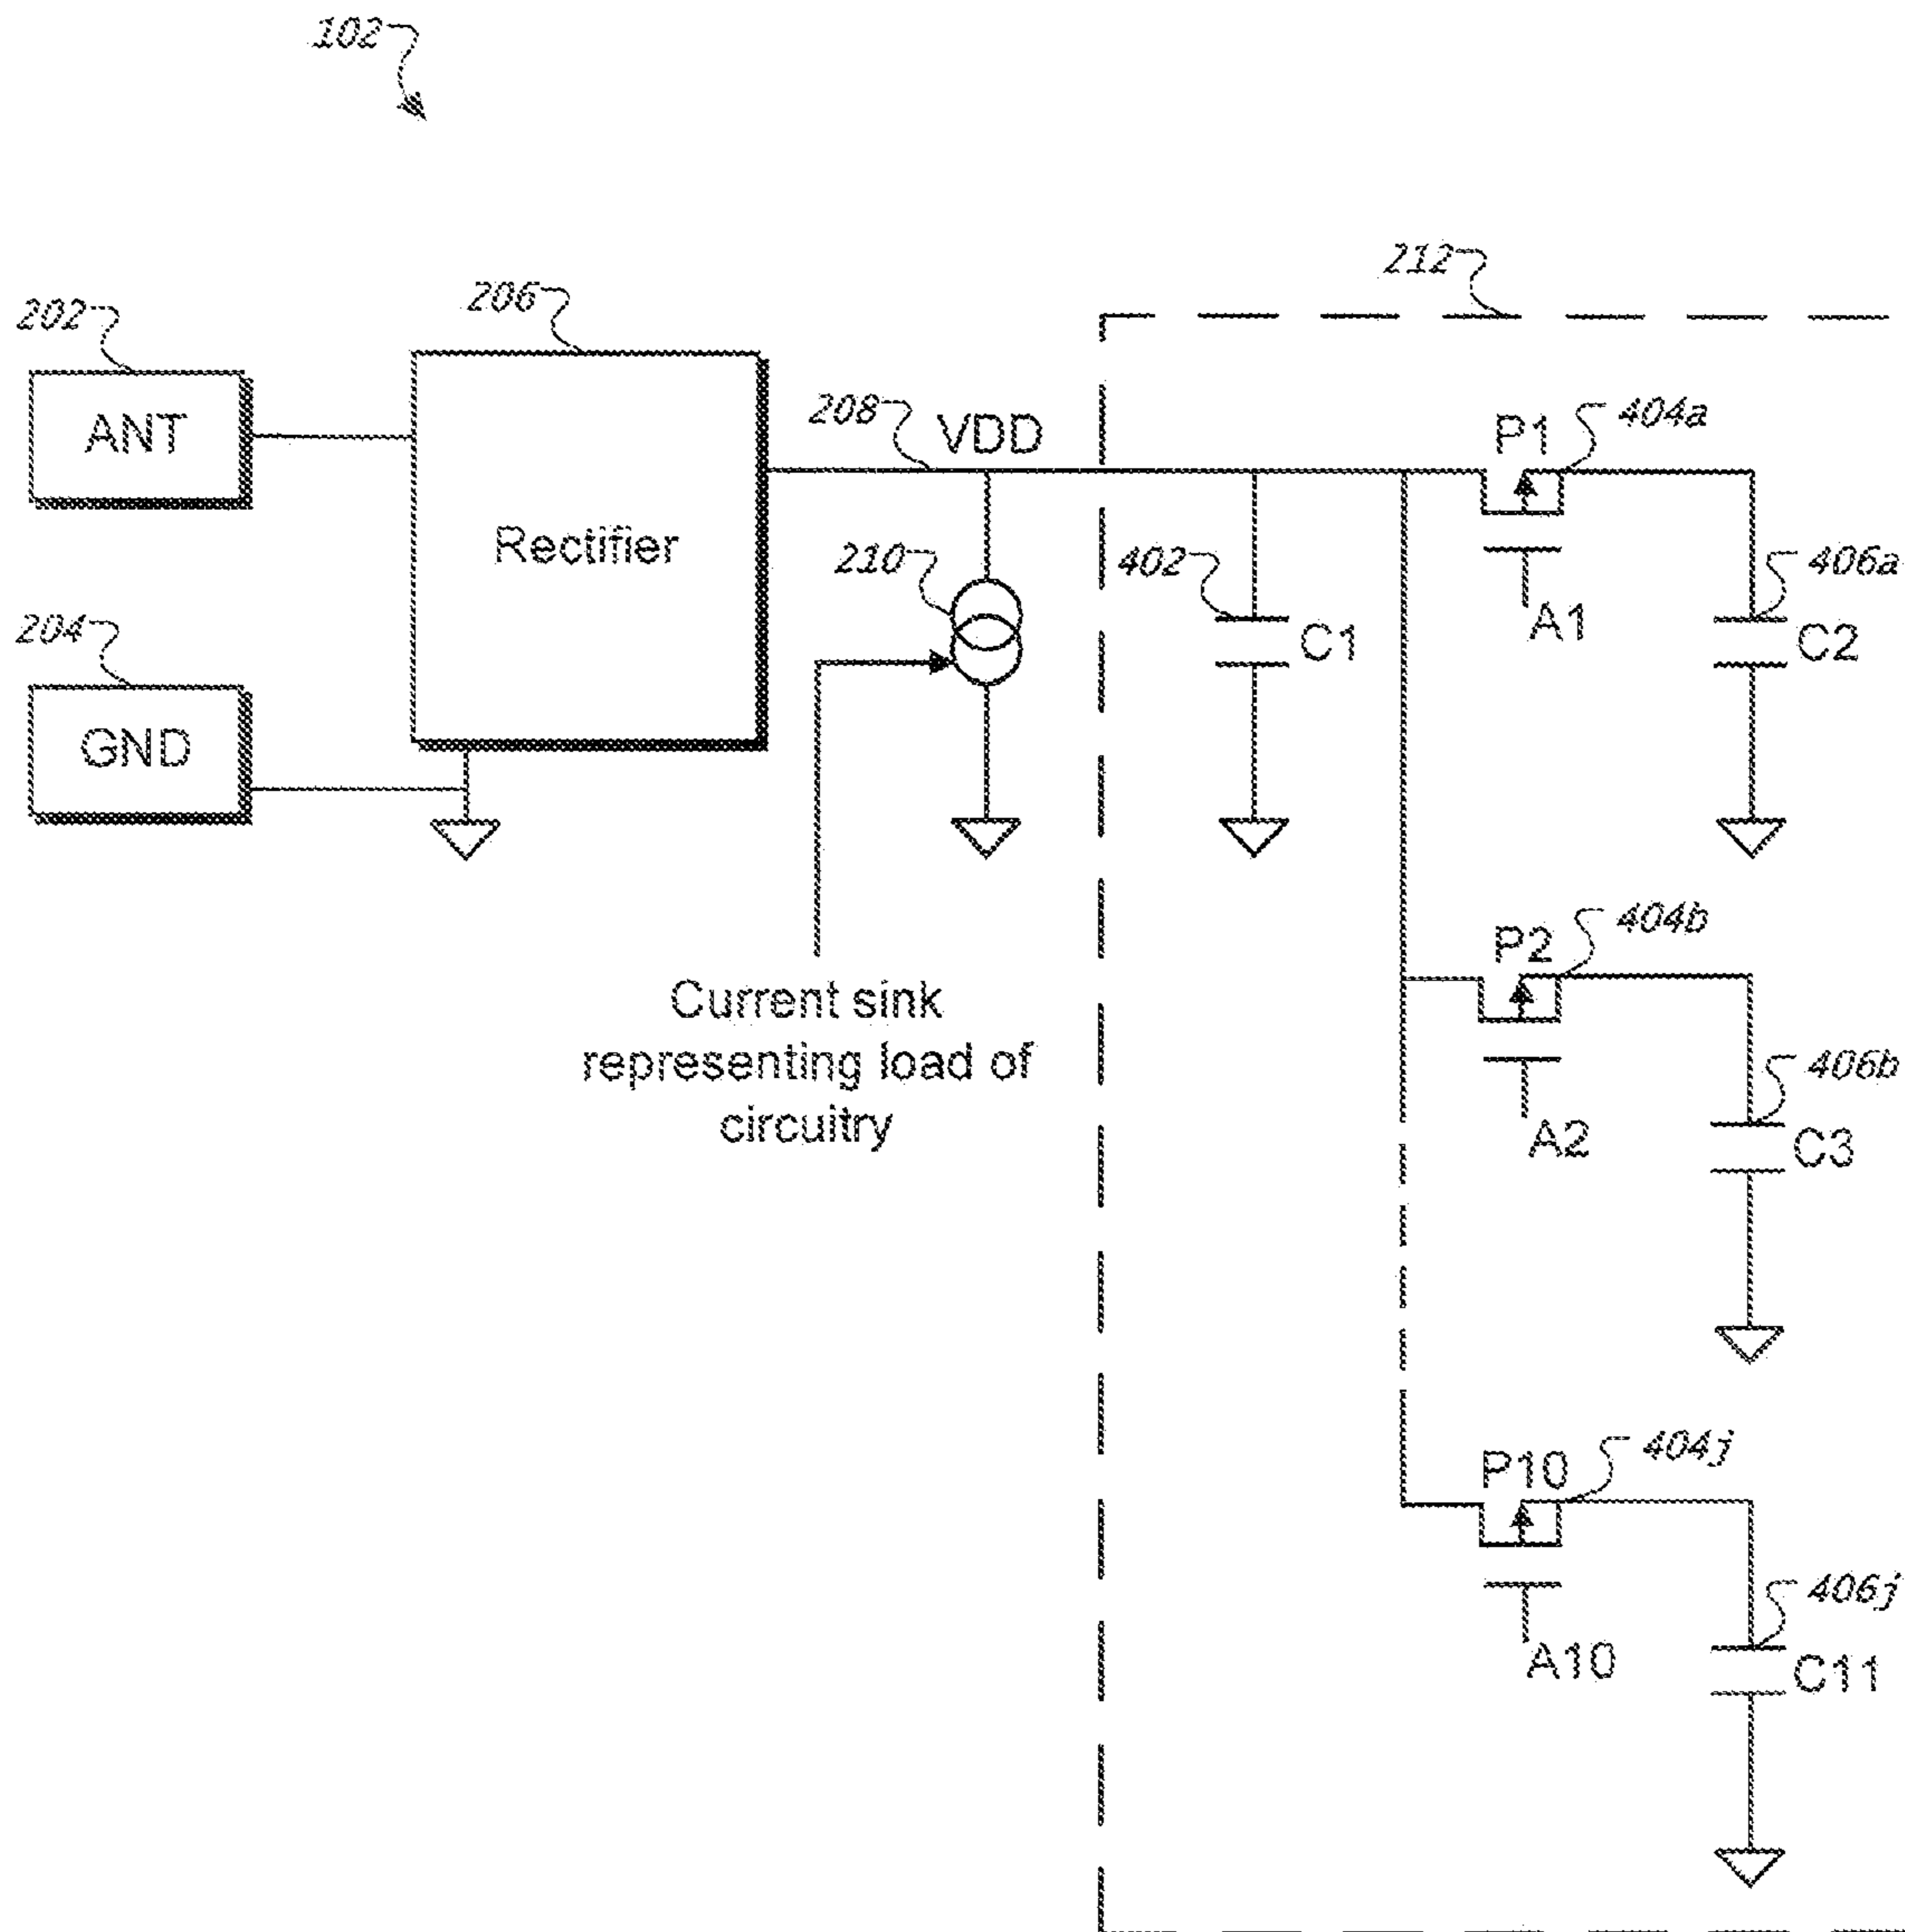 102
212
202
206
ANT
208
VDD
P1
404a
Rectifier
210
402
C1
A1
406a
C2
204
GND
Current sink
representing load of
circuitry
P2
404b
A2
406b
C3
P10
404j
A10
406j
C11